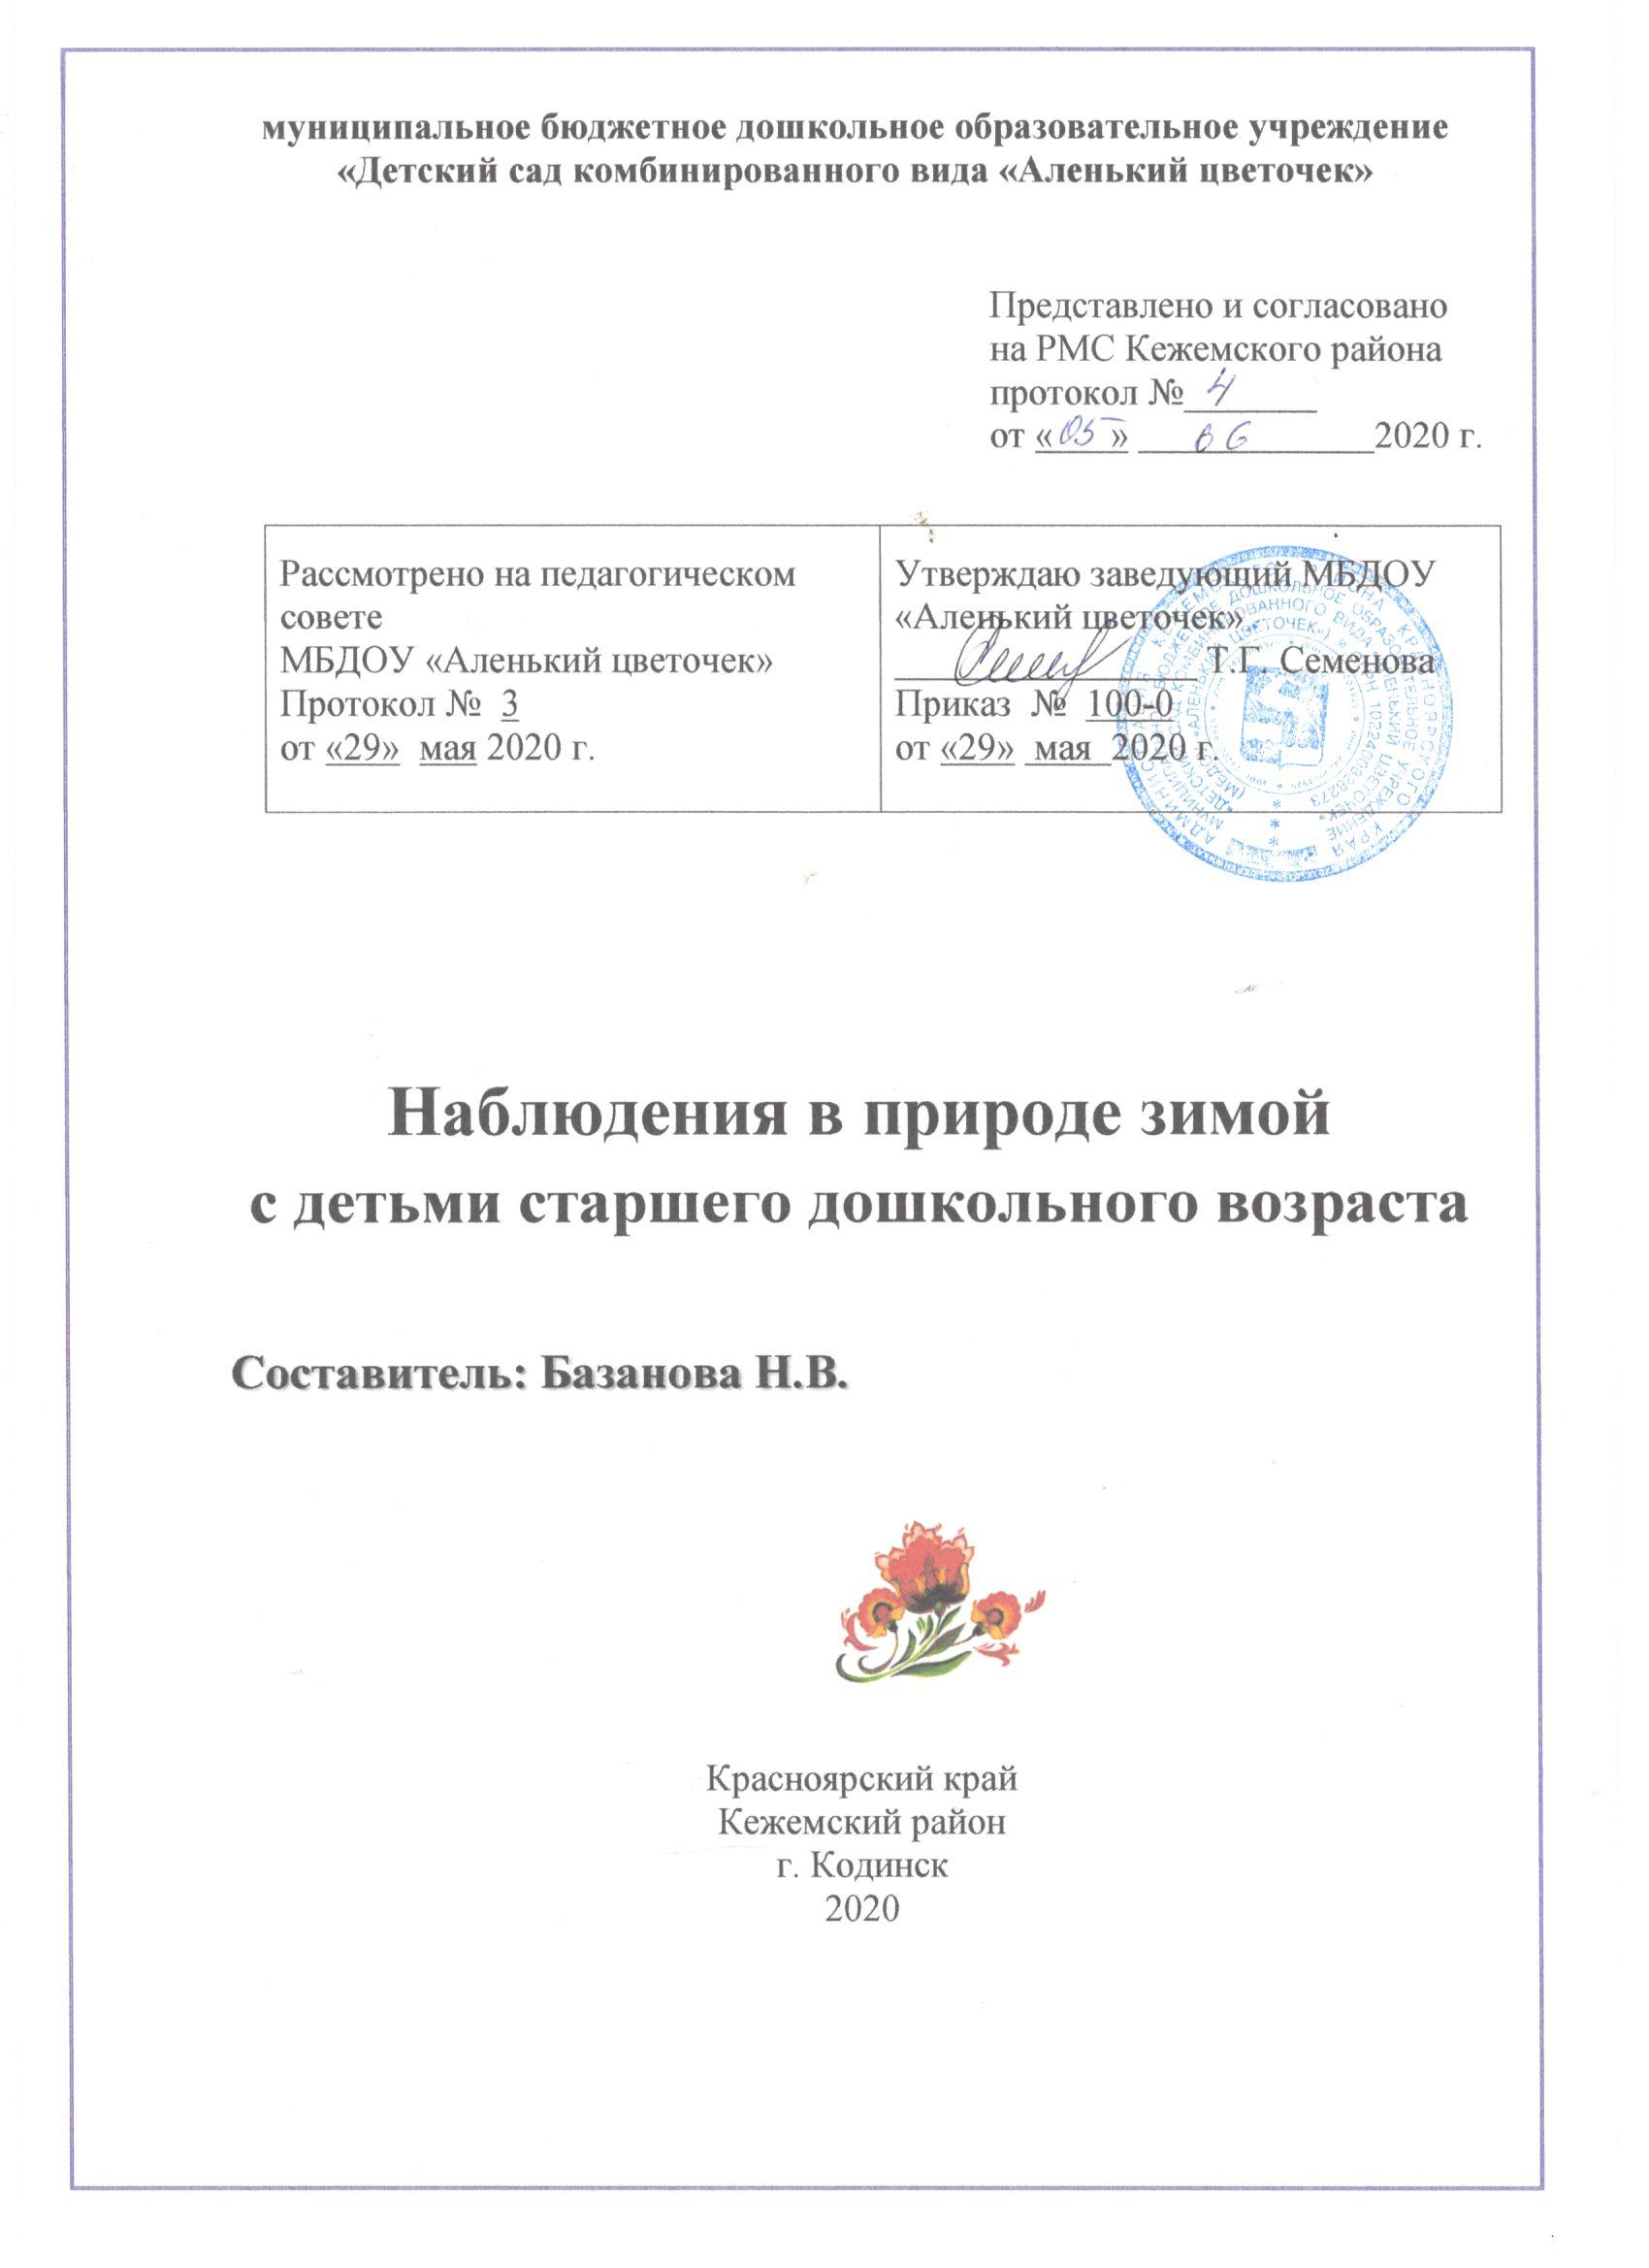 муниципальное бюджетное дошкольное образовательное учреждение
«Детский сад комбинированного вида «Аленький цветочек»
Представлено и согласовано
на РМС Кежемского района
протокол № 4
от «05» 06 2020 г.
Рассмотрено на педагогическом
совете
МБДОУ «Аленький цветочек»
Протокол № 3
от «29» мая 2020 г.
Утверждаю заведующий МБДОУ
«Аленький цветочек»
Т.Г. Семенова
Приказ № 100-0
от «29» мая 2020 г.
Наблюдения в природе зимой
с детьми старшего дошкольного возраста
Составитель: Базанова Н.В.
Красноярский край
Кежемский район
г. Кодинск
2020